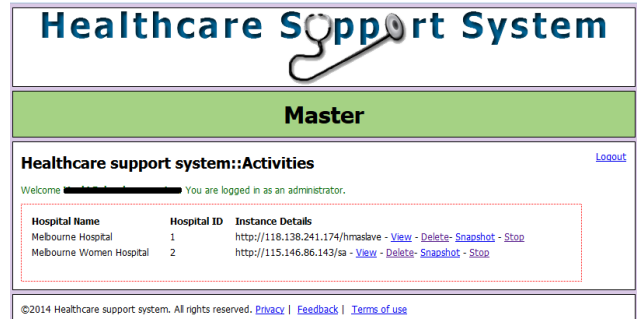 Healthcare Support System
Master
Logout
Healthcare support system::Activities
Welcome You are logged in as an administrator.
Hospital Name Hospital ID Instance Details
Melbourne Hospital 1 http://118.138.241.174/hmaslave - View - Delete- Snapshot - Stop
Melbourne Women Hospital 2 http://115.146.86.143/sa - View - Delete- Snapshot - Stop
©2014 Healthcare support system. All rights reserved. Privacy | Feedback | Terms of use